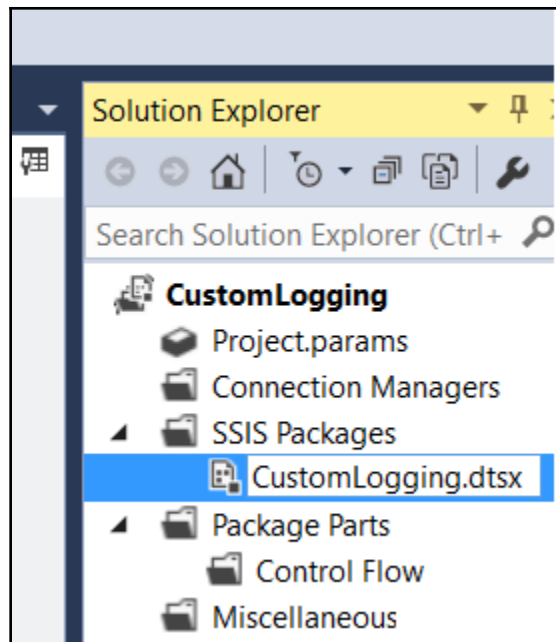 Solution Explorer
Search Solution Explorer (Ctrl+
CustomLogging
Project.params
Connection Managers
SSIS Packages
CustomLogging.dtsx
Package Parts
Control Flow
Miscellaneous